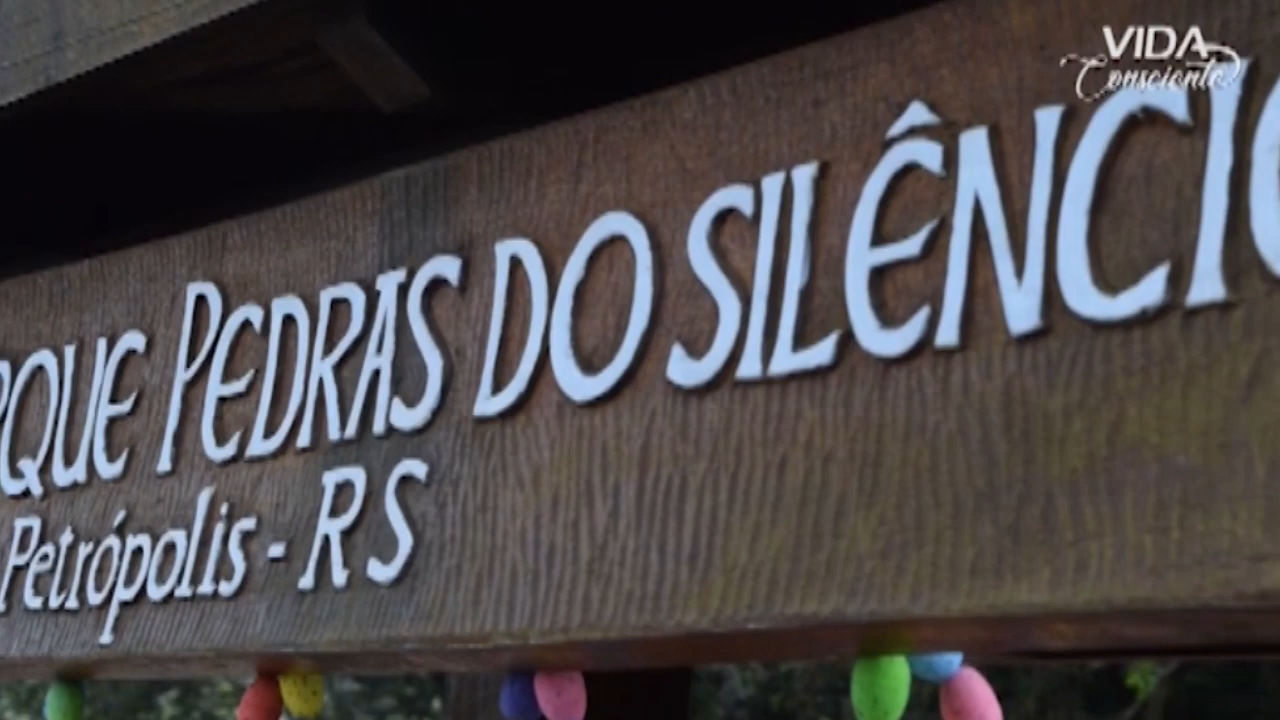 VIDA
Consciente
RQUE PEDRAS DO SILÊNCIO
Petrópolis - RS